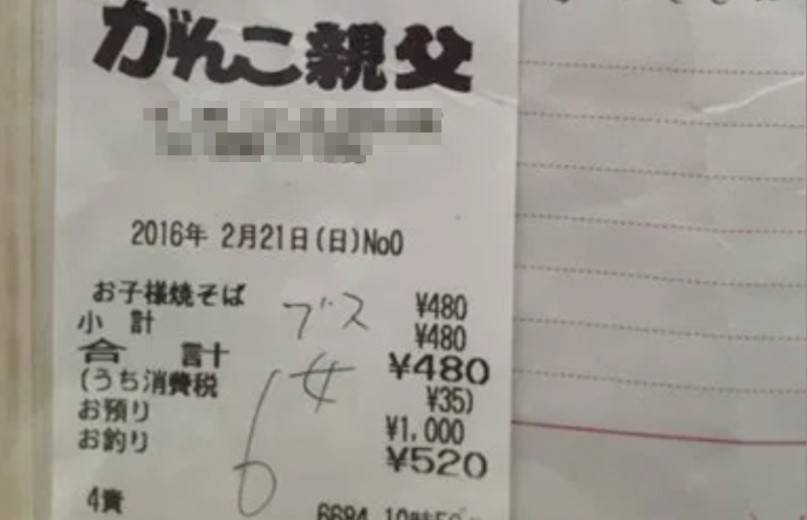 がんこ親父
2016年 2月21日(日)No0
お子様焼そば ¥480
ブス
小計 ¥480
合計 ¥480
女
(うち消費税 ¥35)
お預り ¥1,000
お釣り ¥520
4責
6684